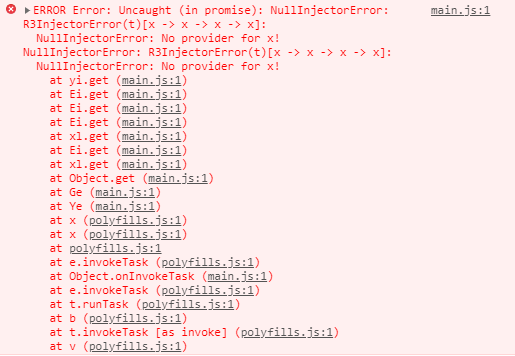 ERROR Error: Uncaught (in promise): NullInjectorError: main.js:1
R3InjectorError(t)[x -> x -> x -> x]:
NullInjectorError: No provider for x!
NullInjectorError: R3InjectorError(t)[x -> x -> x -> x]:
NullInjectorError: No provider for x!
at yi.get (main.js:1)
at Ei.get (main.js:1)
at Ei.get (main.js:1)
at Ei.get (main.js:1)
at xl.get (main.js:1)
at Ei.get (main.js:1)
at xl.get (main.js:1)
at Object.get (main.js:1)
at Ge (main.js:1)
at Ye (main.js:1)
at x (polyfills.js:1)
at x (polyfills.js:1)
at polyfills.js:1
at e.invokeTask (polyfills.js:1)
at Object.onInvokeTask (main.js:1)
at e.invokeTask (polyfills.js:1)
at t.runTask (polyfills.js:1)
at b (polyfills.js:1)
at t.invokeTask [as invoke] (polyfills.js:1)
at v (polyfills.js:1)